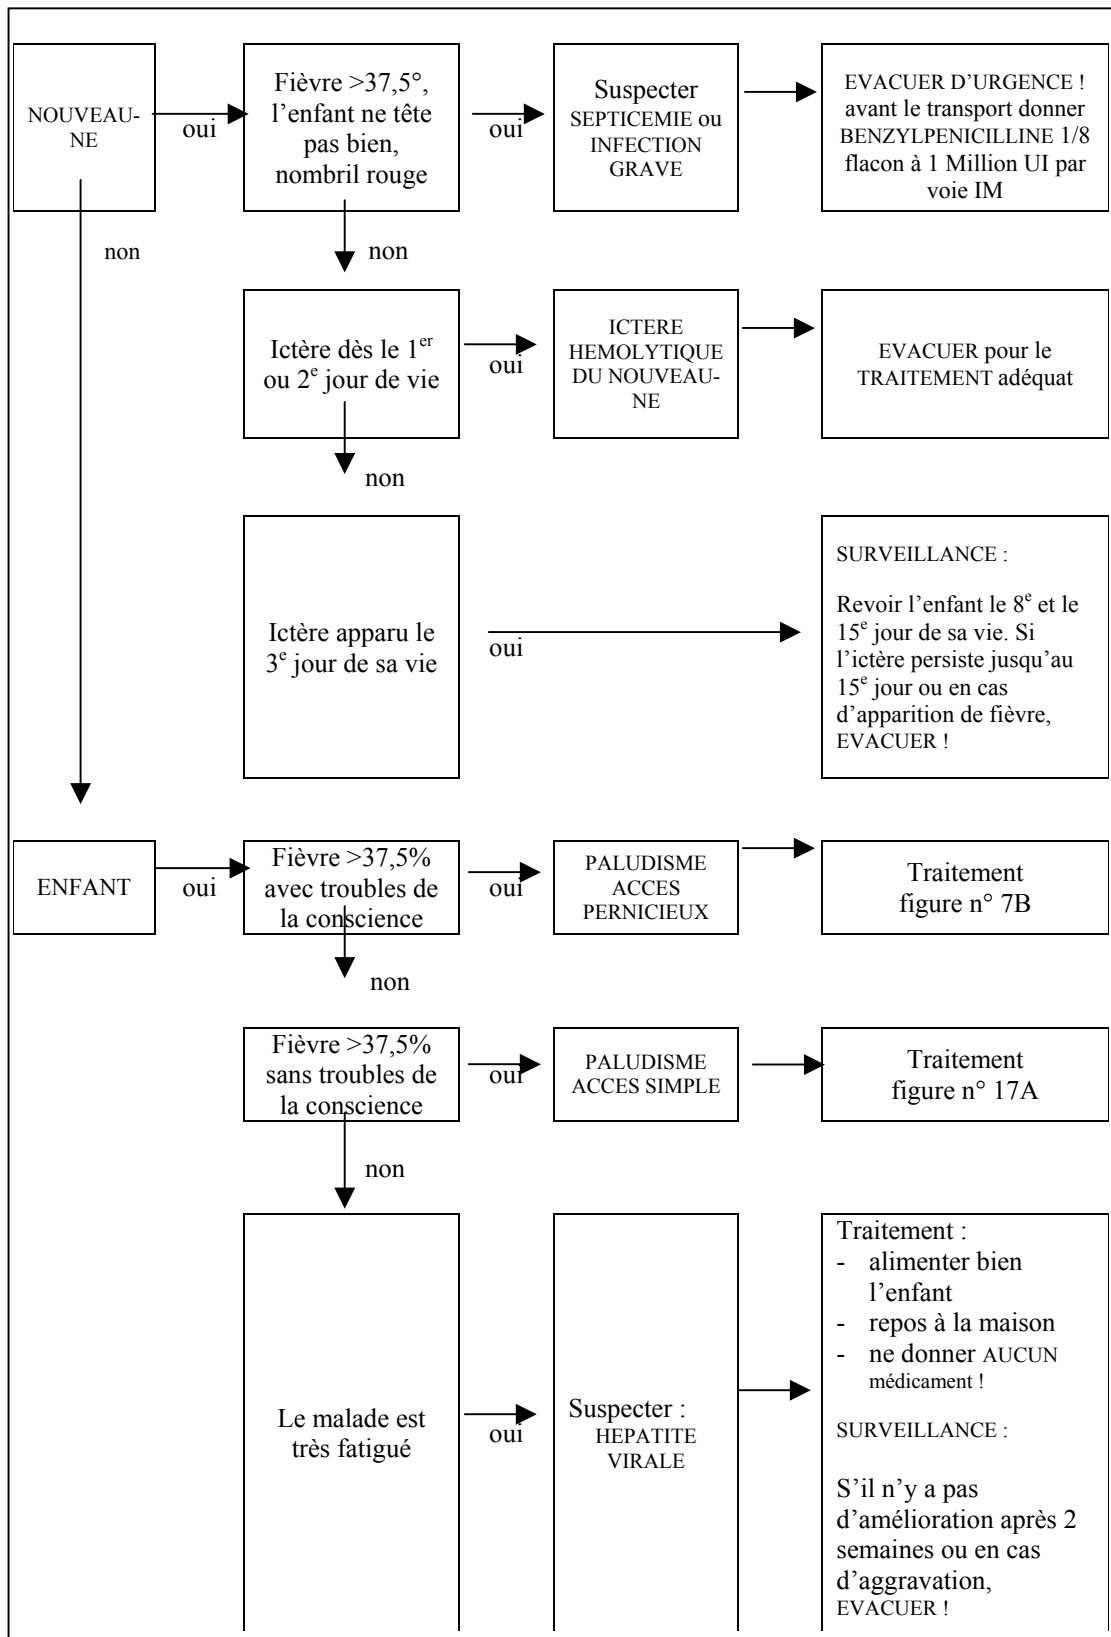 NOUVEAU-
NE
oui
Fièvre >37,5°,
l’enfant ne tête
pas bien,
nombril rouge
oui
Suspecter
SEPTICEMIE ou
INFECTION
GRAVE
EVACUER D’URGENCE !
avant le transport donner
BENZYLPENICILLINE 1/8
flacon à 1 Million UI par
voie IM
non
non
Ictère dès le 1er
ou 2e jour de vie
oui
ICTERE
HEMOLYTIQUE
DU NOUVEAU-
NE
EVACUER pour le
TRAITEMENT adéquat
non
Ictère apparu le
3e jour de sa vie
oui
SURVEILLANCE :
Revoir l’enfant le 8e et le
15e jour de sa vie. Si
l’ictère persiste jusqu’au
15e jour ou en cas
d’apparition de fièvre,
EVACUER !
ENFANT
oui
Fièvre >37,5%
avec troubles de
la conscience
oui
PALUDISME
ACCES
PERNICIEUX
Traitement
figure n° 7B
non
Fièvre >37,5%
sans troubles de
la conscience
oui
PALUDISME
ACCES SIMPLE
Traitement
figure n° 17A
non
Le malade est
très fatigué
oui
Suspecter :
HEPATITE
VIRALE
Traitement :
- alimenter bien
l’enfant
- repos à la maison
- ne donner AUCUN
médicament !
SURVEILLANCE :
S’il n’y a pas
d’amélioration après 2
semaines ou en cas
d’aggravation,
EVACUER !